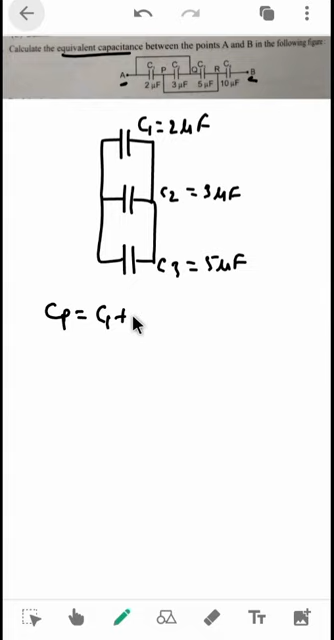 Calculate the equivalent capacitance between the points A and B in the following figure.
C₁ P C₂ Q C₃ R C₄
A B
2 μF 3 μF 5 μF 10 μF
C₁ = 2μF
C₂ = 3μF
C₃ = 5μF
Cp = C₁ +
TT